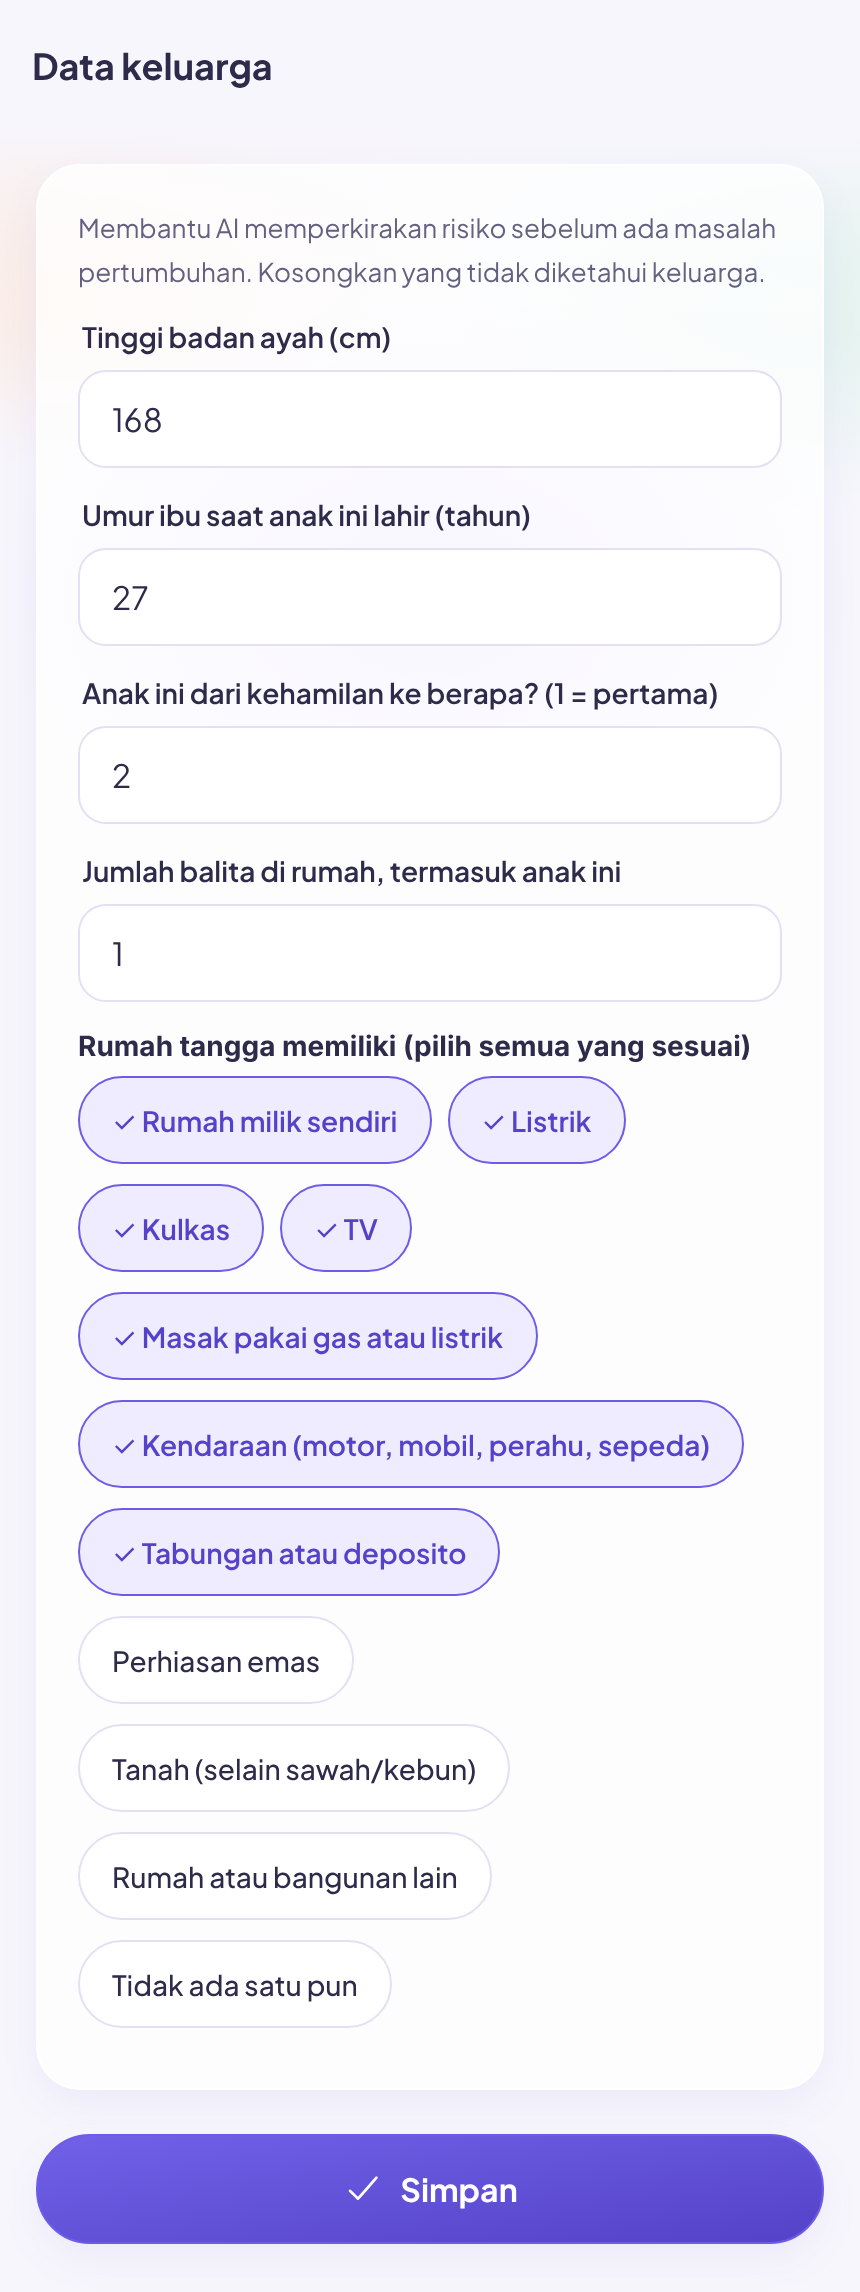 Data keluarga
Membantu AI memperkirakan risiko sebelum ada masalah
pertumbuhan. Kosongkan yang tidak diketahui keluarga.
Tinggi badan ayah (cm)
168
Umur ibu saat anak ini lahir (tahun)
27
Anak ini dari kehamilan ke berapa? (1 = pertama)
2
Jumlah balita di rumah, termasuk anak ini
1
Rumah tangga memiliki (pilih semua yang sesuai)
✓ Rumah milik sendiri ✓ Listrik
✓ Kulkas ✓ TV
✓ Masak pakai gas atau listrik
✓ Kendaraan (motor, mobil, perahu, sepeda)
✓ Tabungan atau deposito
Perhiasan emas
Tanah (selain sawah/kebun)
Rumah atau bangunan lain
Tidak ada satu pun
✓ Simpan